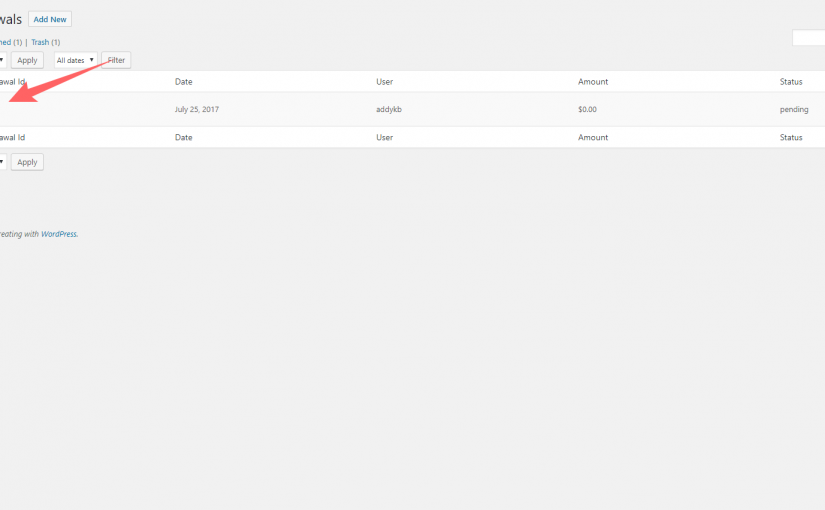 wals Add New
ned (1) | Trash (1)
Apply All dates Filter
awal Id Date User Amount Status
July 25, 2017 addykb $0.00 pending
awal Id Date User Amount Status
Apply
reating with WordPress.